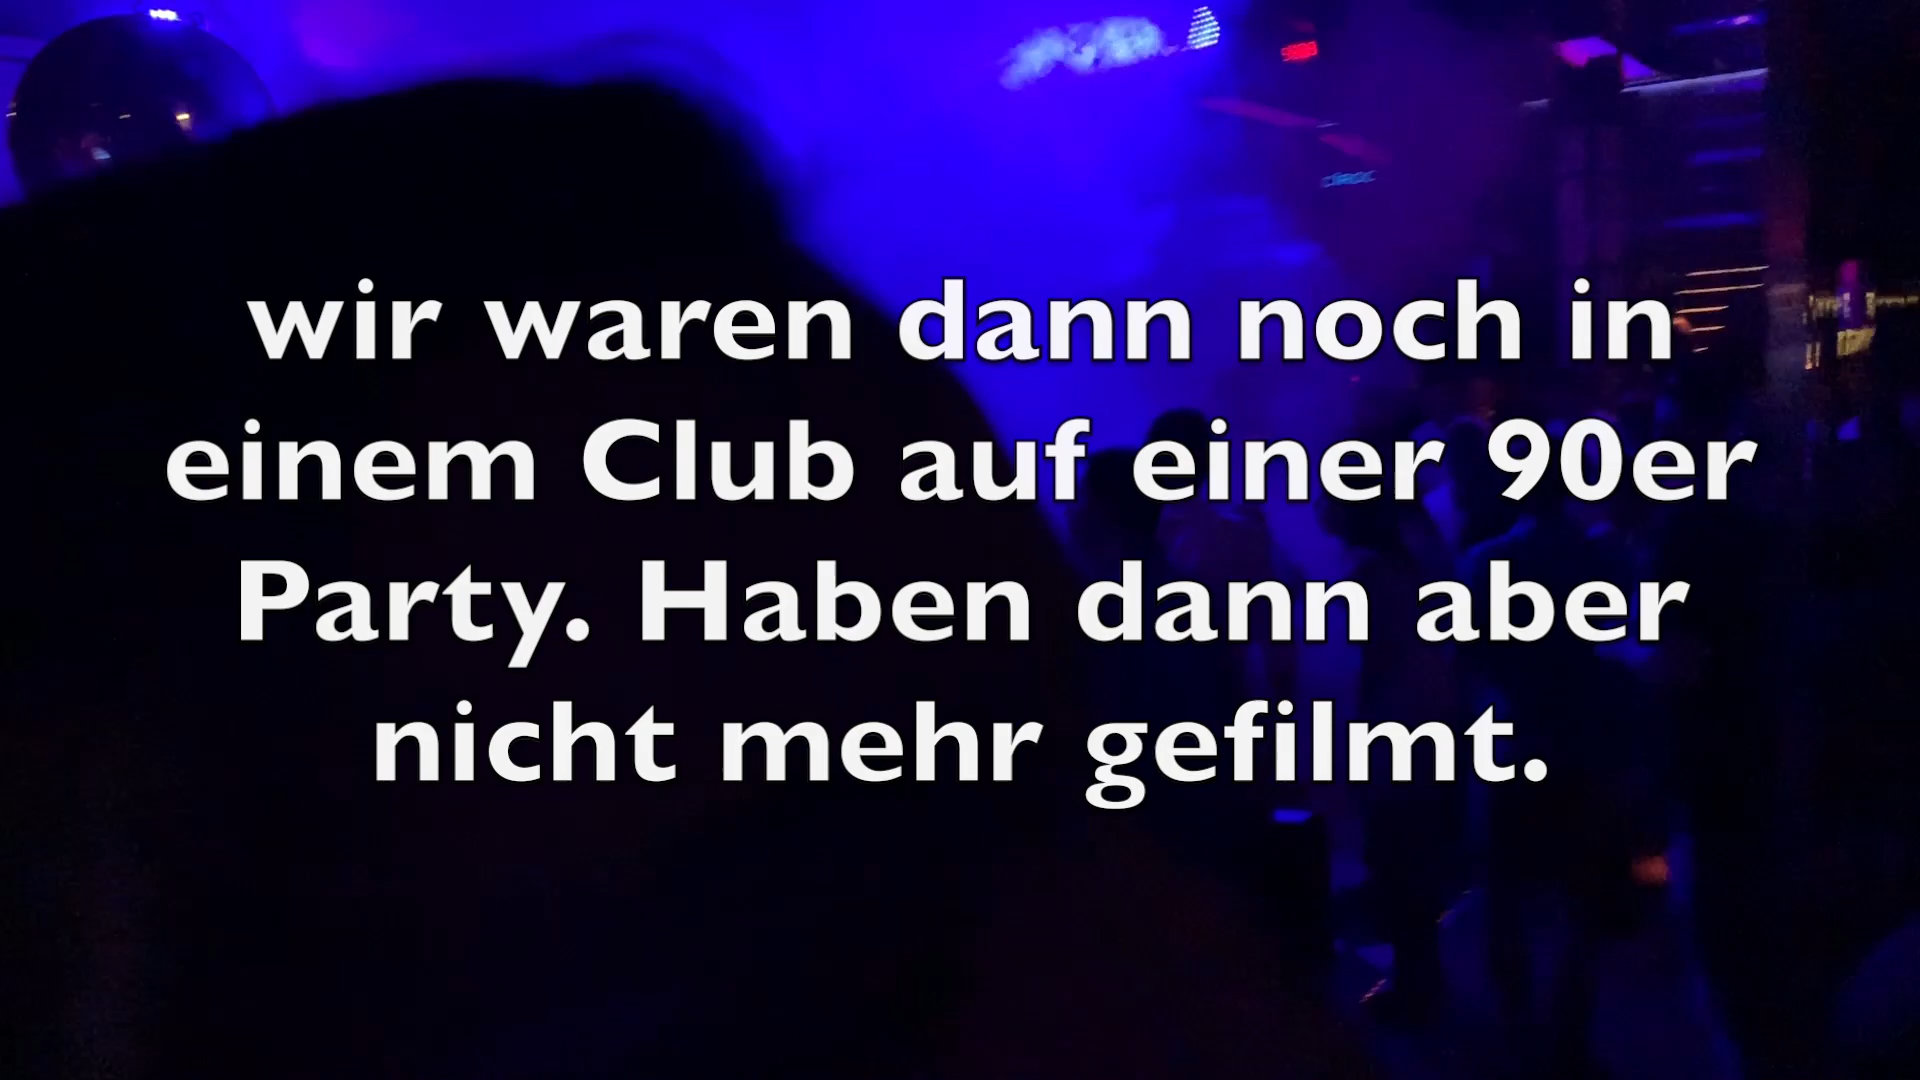 wir waren dann noch in
einem Club auf einer 90er
Party. Haben dann aber
nicht mehr gefilmt.